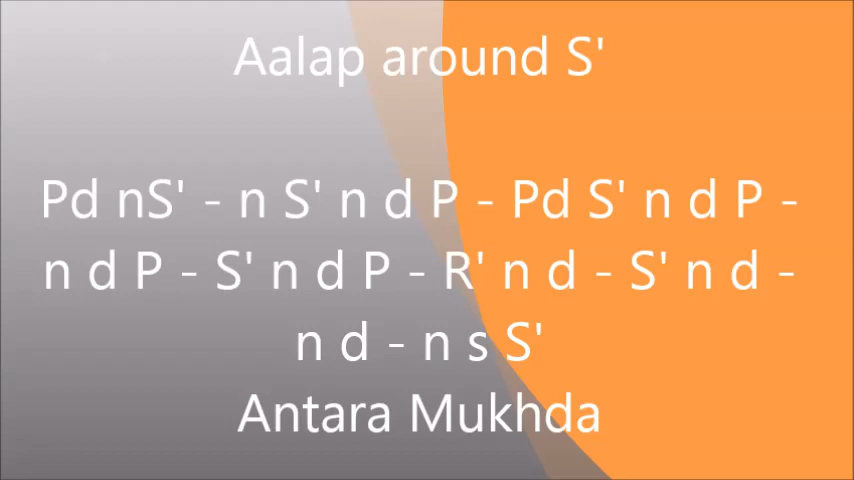 Aalap around S'
Pd nS' - n S' n d P - Pd S' n d P -
n d P - S' n d P - R' n d - S' n d -
n d - n s S'
Antara Mukhda